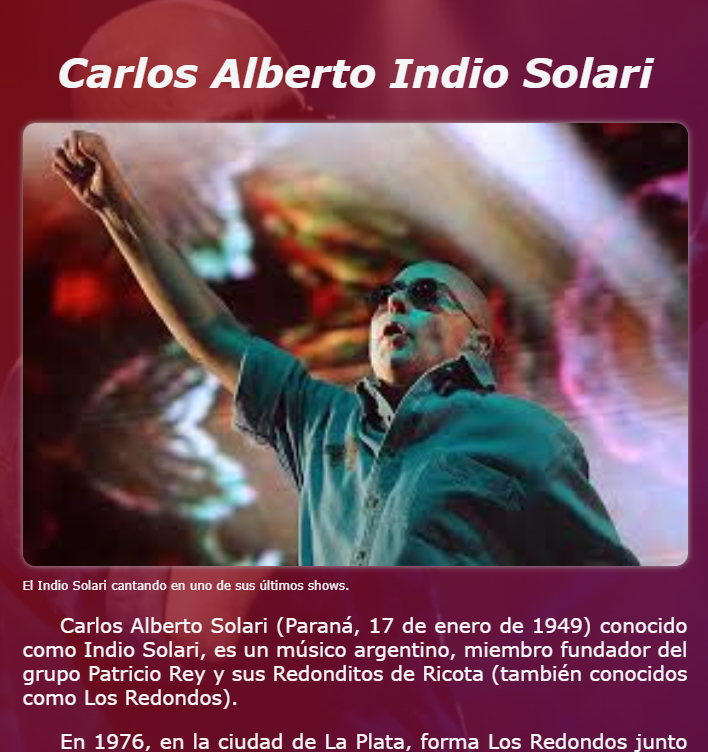 Carlos Alberto Indio Solari
El Indio Solari cantando en uno de sus últimos shows.
Carlos Alberto Solari (Paraná, 17 de enero de 1949) conocido
como Indio Solari, es un músico argentino, miembro fundador del
grupo Patricio Rey y sus Redonditos de Ricota (también conocidos
como Los Redondos).
En 1976, en la ciudad de La Plata, forma Los Redondos junto